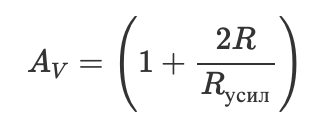 A_V = (1 + 2R / R_усил)